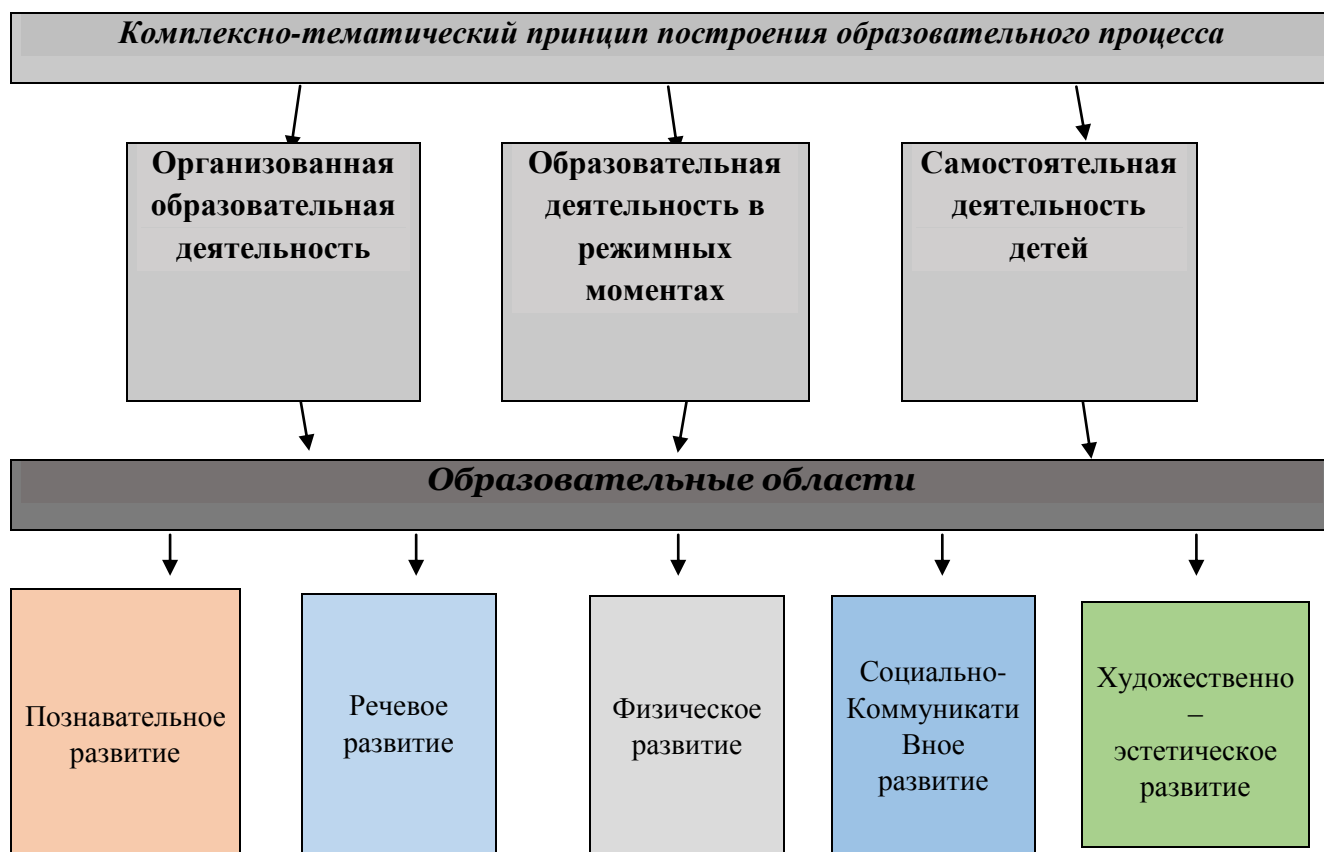 Комплексно-тематический принцип построения образовательного процесса
Организованная
образовательная
деятельность
Образовательная
деятельность в
режимных
моментах
Самостоятельная
деятельность
детей
Образовательные области
Познавательное
развитие
Речевое
развитие
Физическое
развитие
Социально-
Коммуникати
Вное
развитие
Художественно
–
эстетическое
развитие